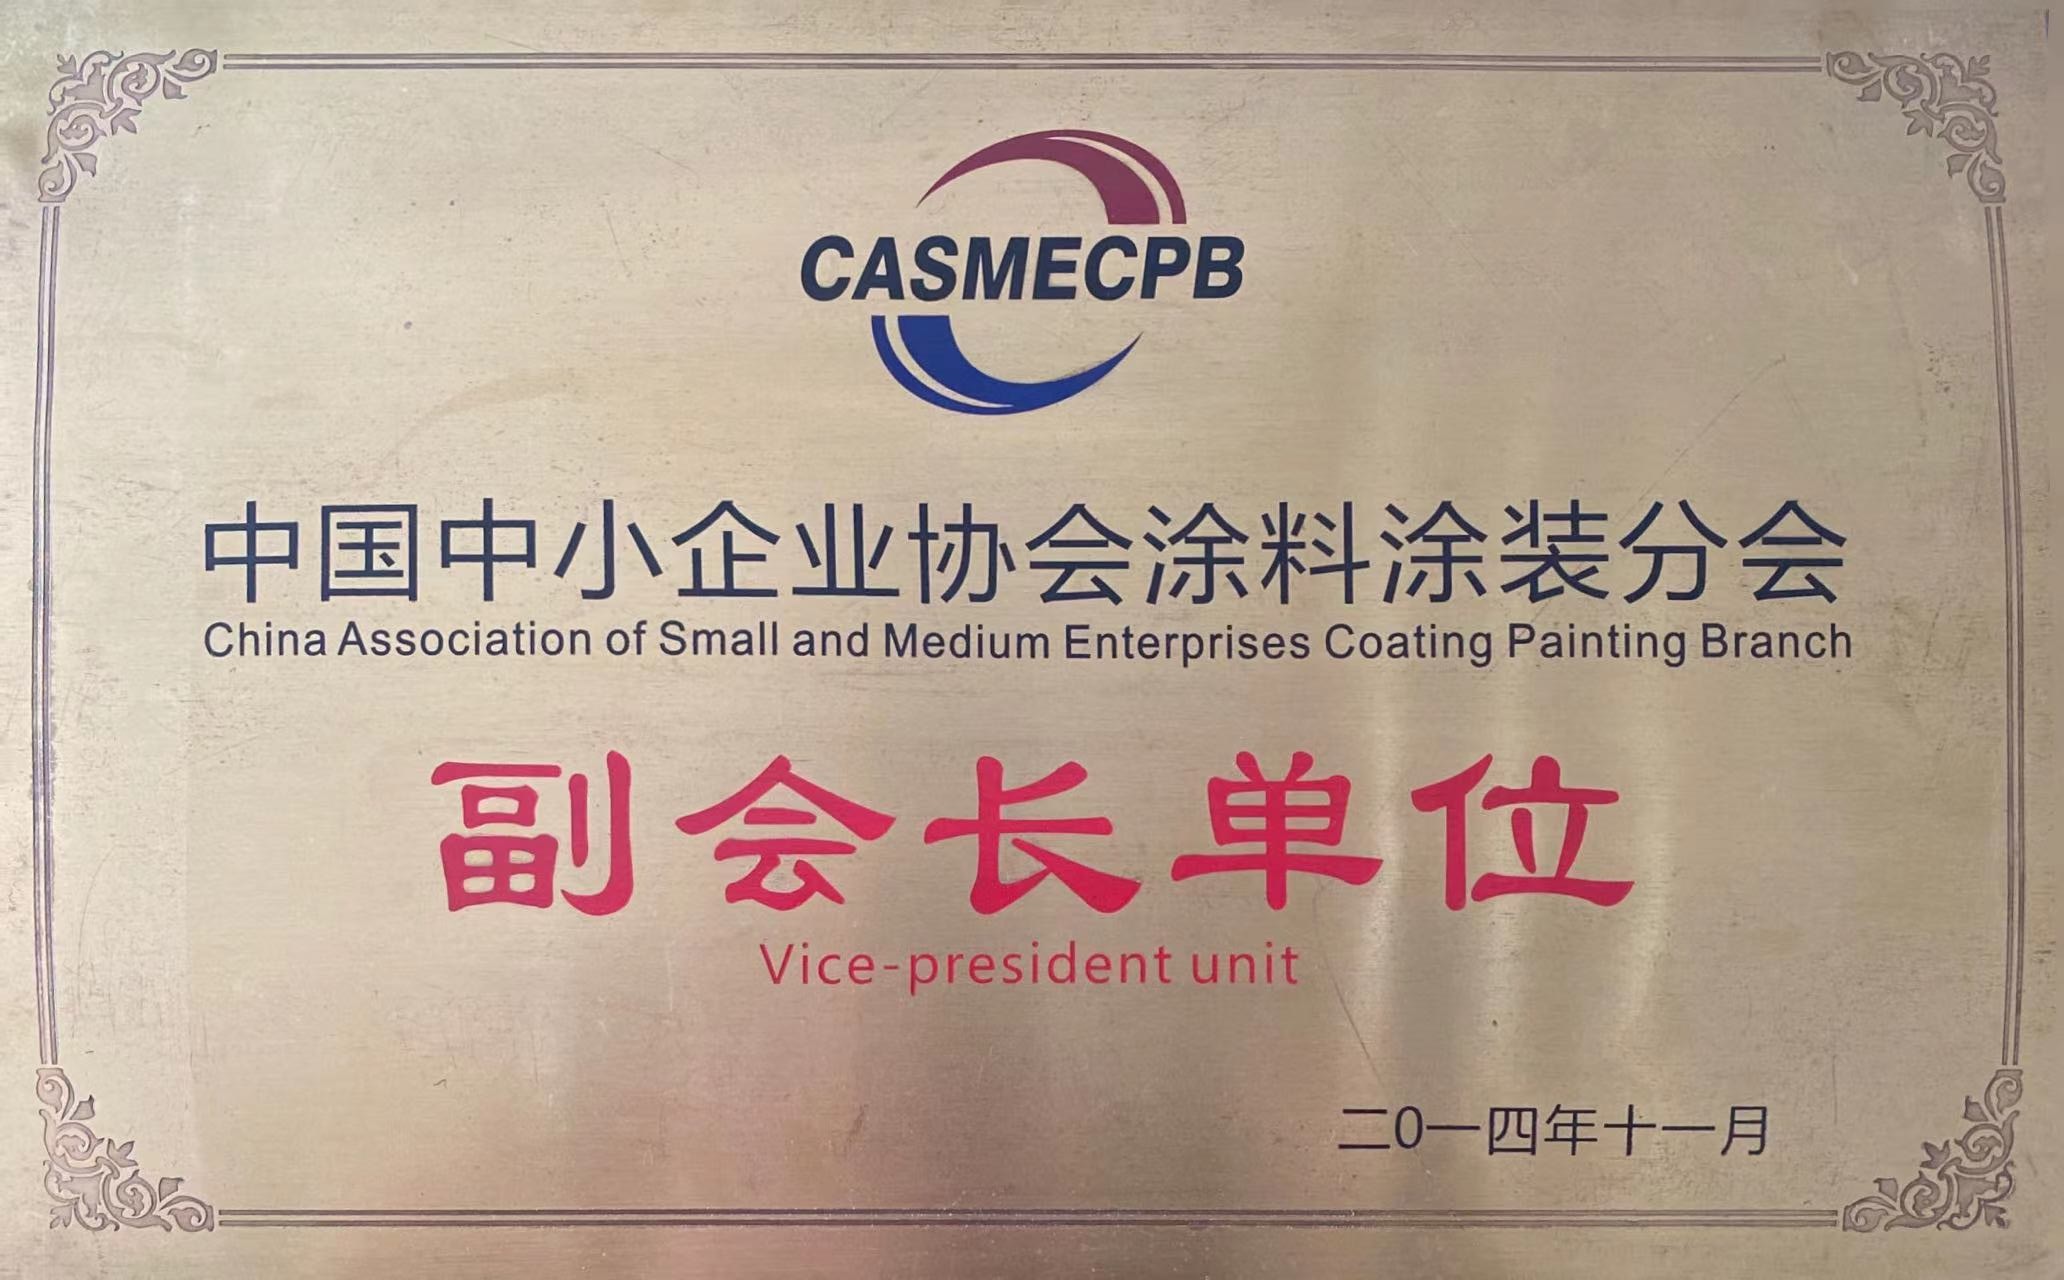 CASMECPB
中国中小企业协会涂料涂装分会
China Association of Small and Medium Enterprises Coating Painting Branch
副会长单位
Vice-president unit
二0一四年十一月